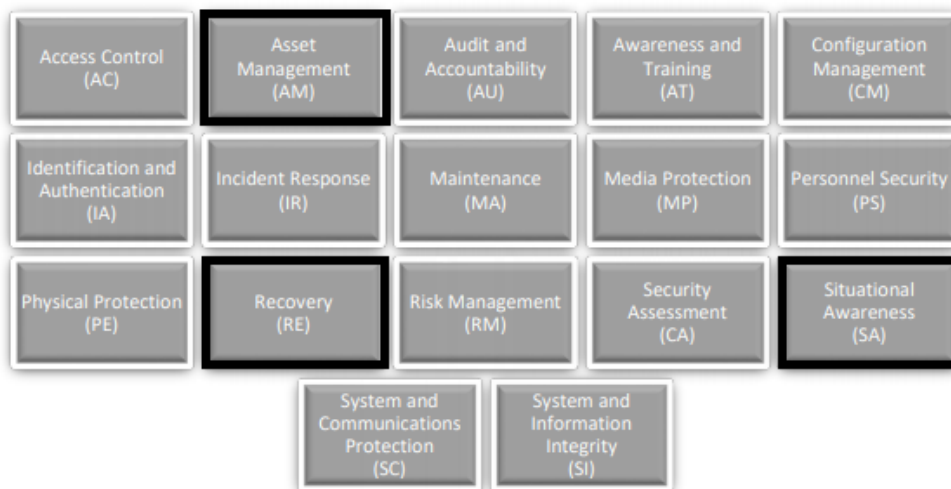 Access Control
(AC)
Asset
Management
(AM)
Audit and
Accountability
(AU)
Awareness and
Training
(AT)
Configuration
Management
(CM)
Identification and
Authentication
(IA)
Incident Response
(IR)
Maintenance
(MA)
Media Protection
(MP)
Personnel Security
(PS)
Physical Protection
(PE)
Recovery
(RE)
Risk Management
(RM)
Security
Assessment
(CA)
Situational
Awareness
(SA)
System and
Communications
Protection
(SC)
System and
Information
Integrity
(SI)